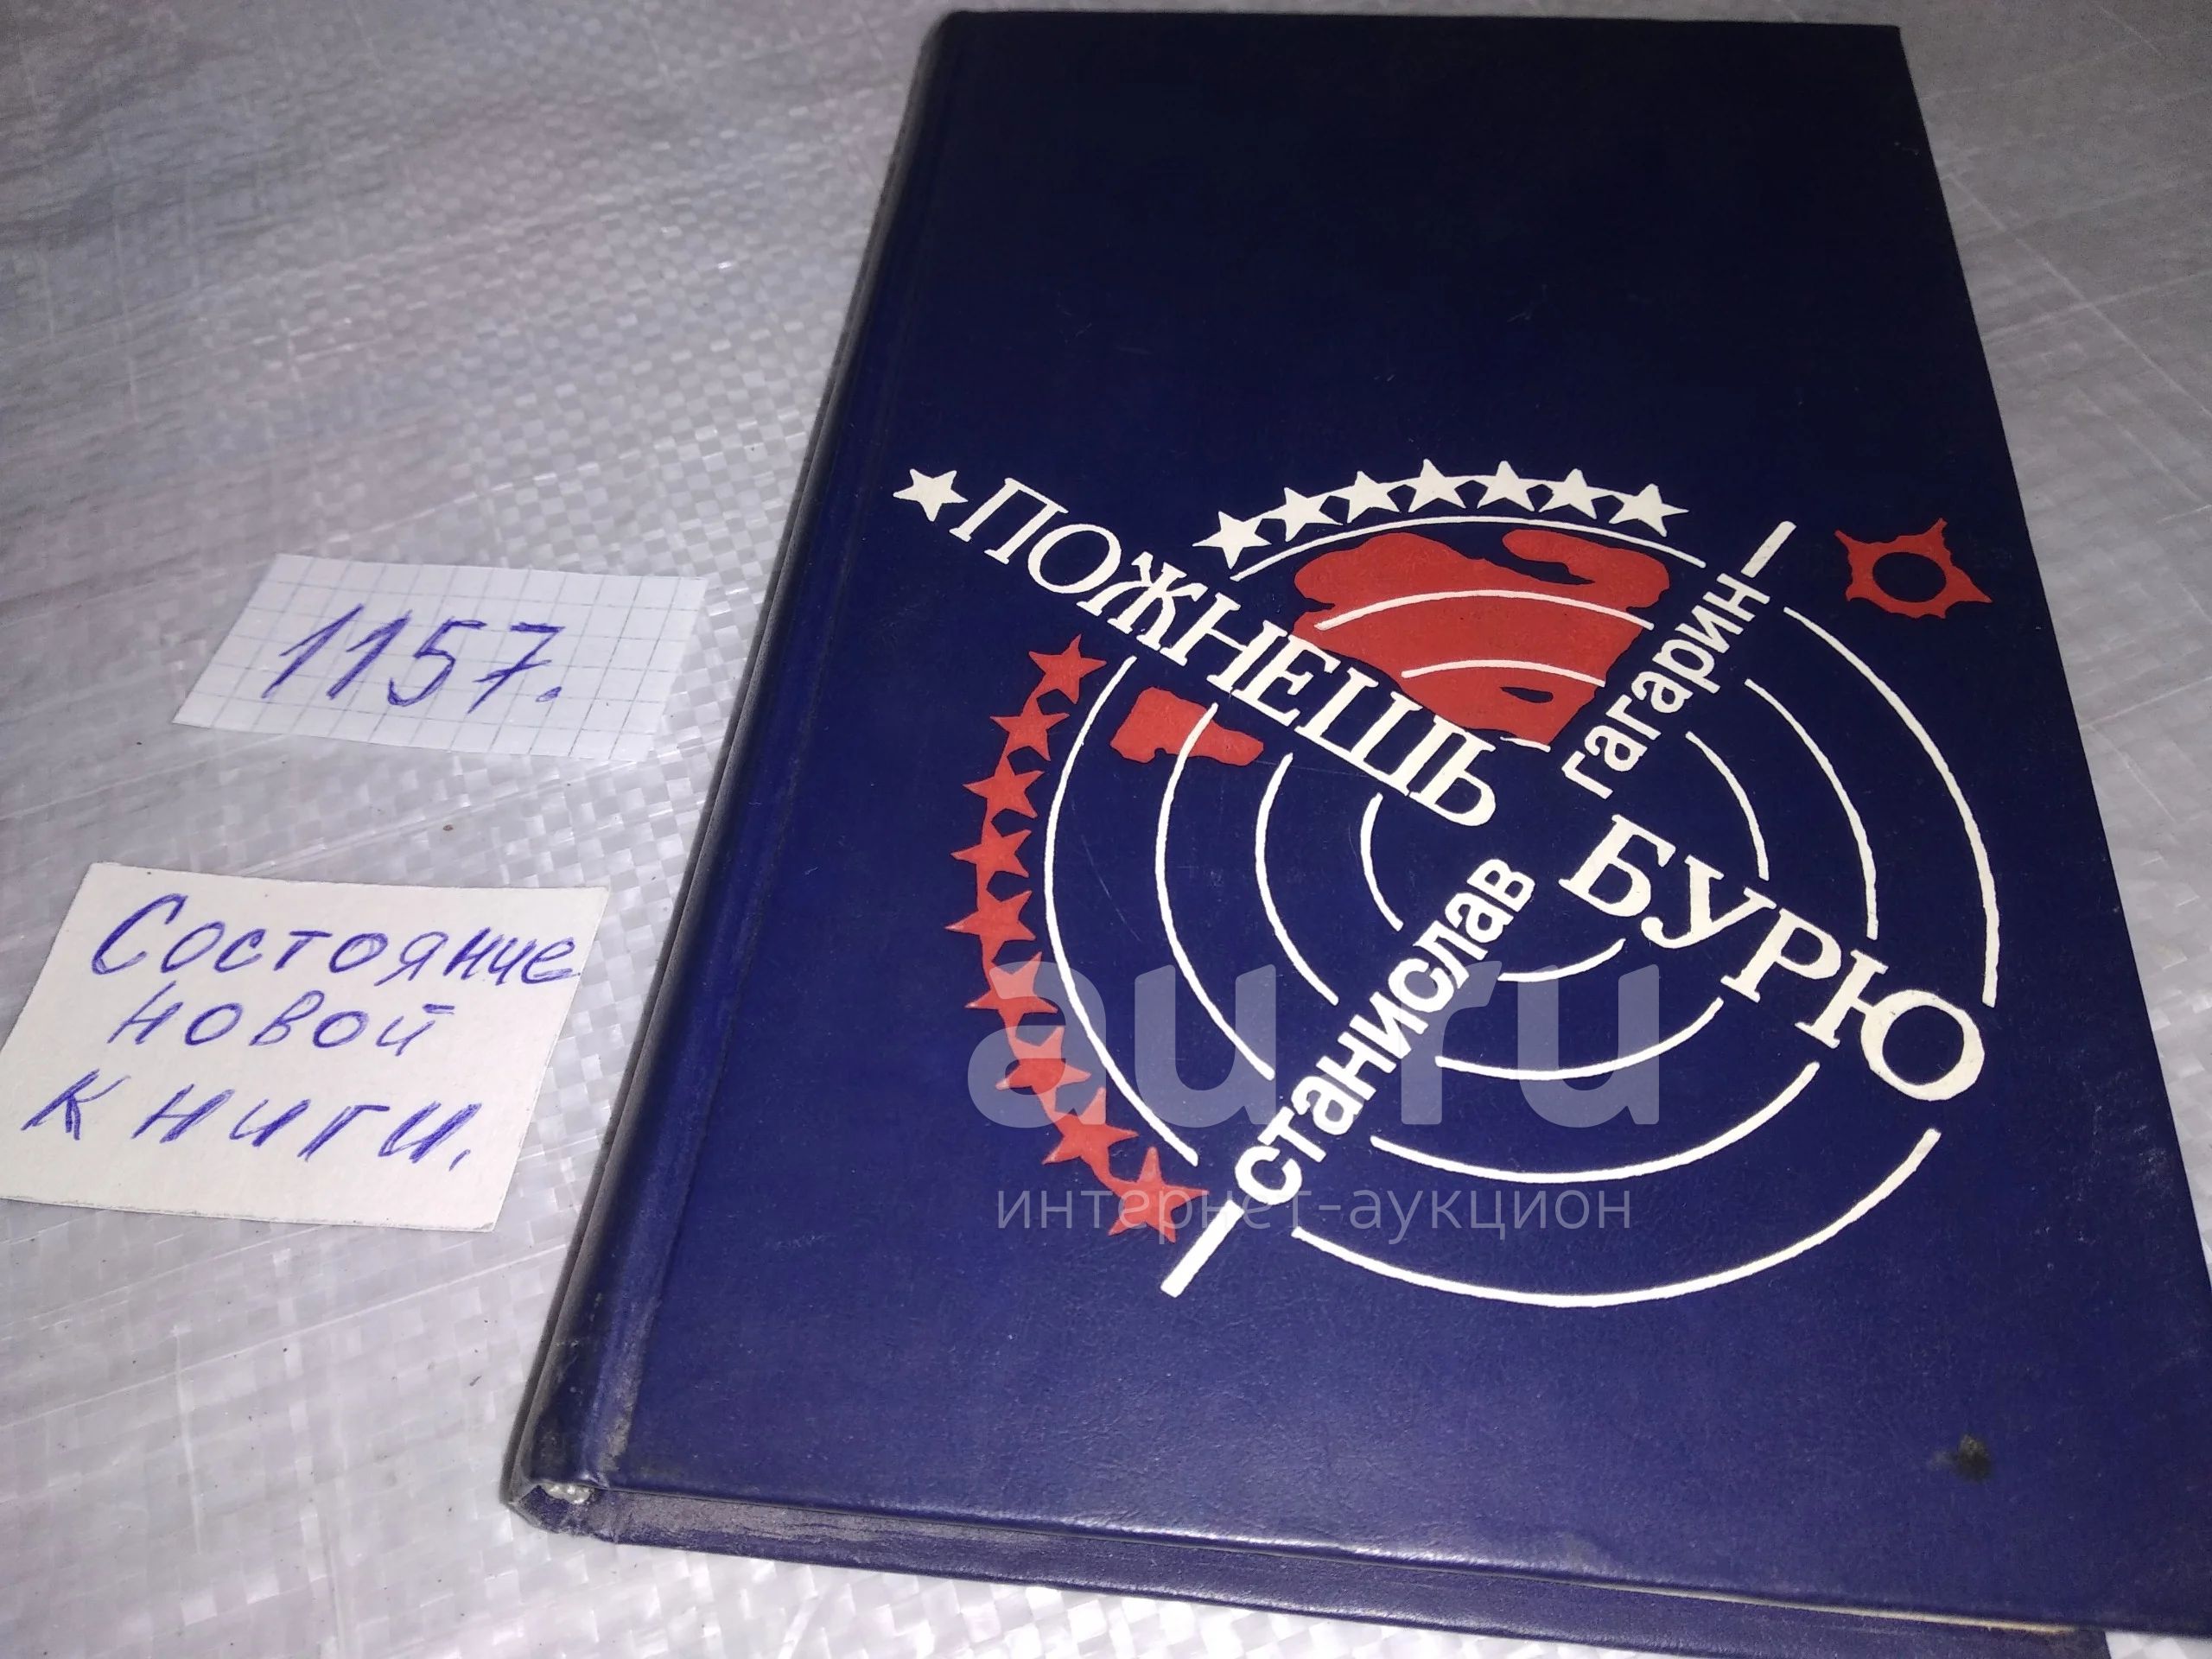 1157.
Состояние
новой
книги.
ПОЖНЕШЬ БУРЮ
станислав гагарин
au.ru
интернет-аукцион